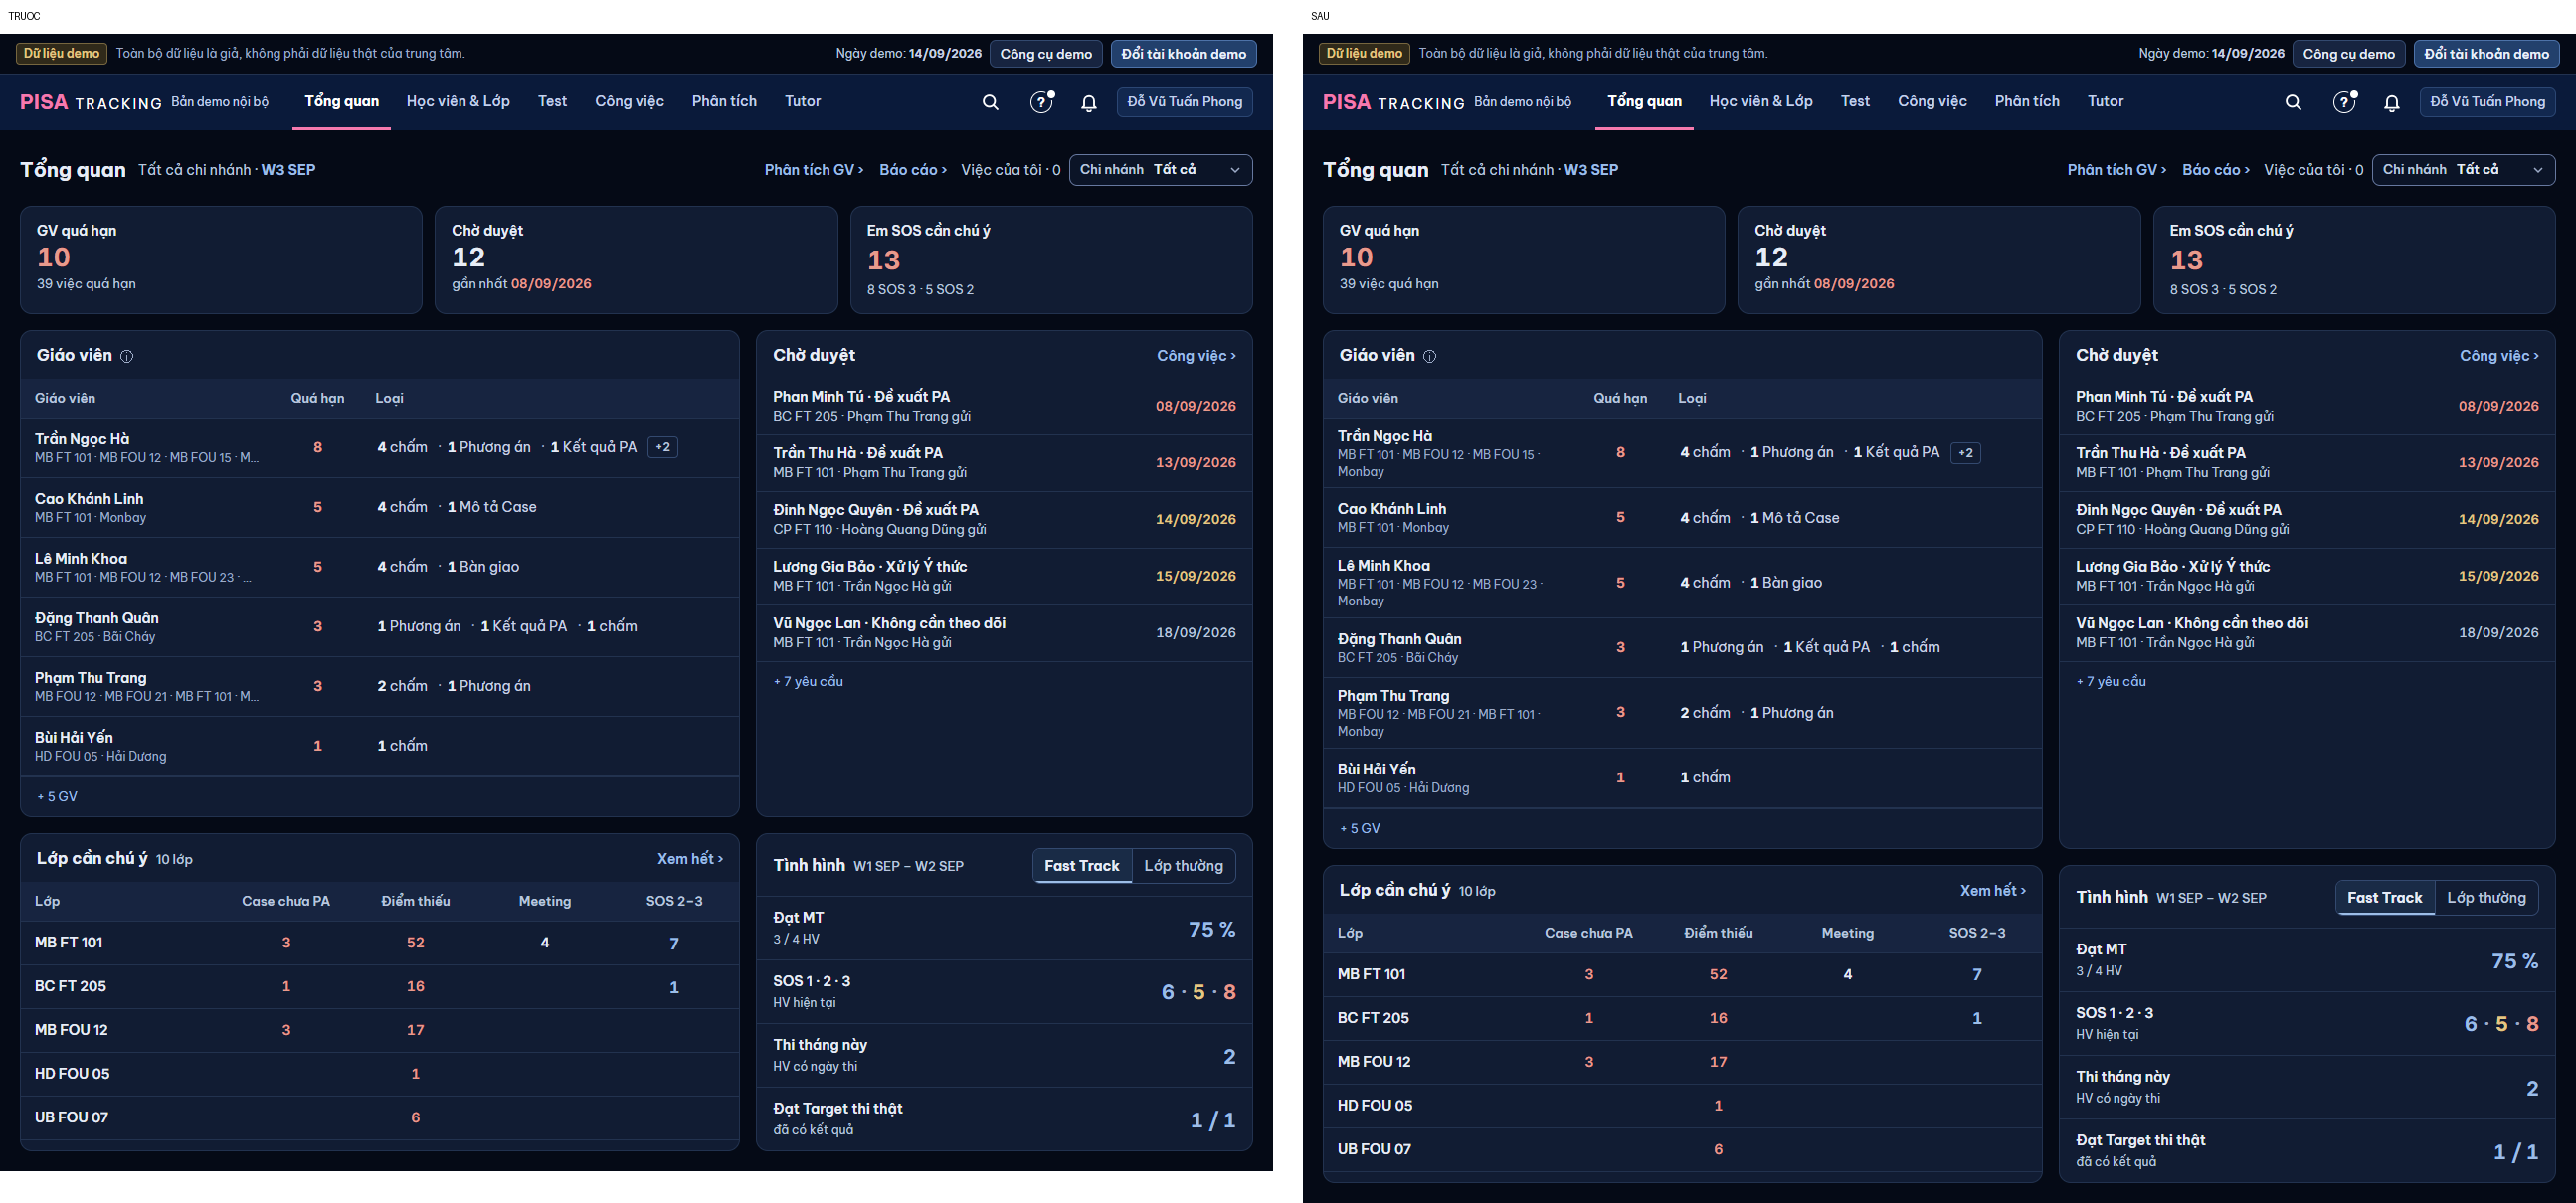 TRUOC
Dữ liệu demo Toàn bộ dữ liệu là giả, không phải dữ liệu thật của trung tâm. Ngày demo: 14/09/2026 Công cụ demo Đổi tài khoản demo
PISA TRACKING Bản demo nội bộ Tổng quan Học viên & Lớp Test Công việc Phân tích Tutor ? Đỗ Vũ Tuấn Phong
Tổng quan Tất cả chi nhánh · W3 SEP Phân tích GV › Báo cáo › Việc của tôi · 0 Chi nhánh Tất cả
GV quá hạn
10
39 việc quá hạn
Chờ duyệt
12
gần nhất 08/09/2026
Em SOS cần chú ý
13
8 SOS 3 · 5 SOS 2
Giáo viên ⓘ
Giáo viên Quá hạn Loại
Trần Ngọc Hà
MB FT 101 · MB FOU 12 · MB FOU 15 · M...
8 4 chấm · 1 Phương án · 1 Kết quả PA +2
Cao Khánh Linh
MB FT 101 · Monbay
5 4 chấm · 1 Mô tả Case
Lê Minh Khoa
MB FT 101 · MB FOU 12 · MB FOU 23 · ...
5 4 chấm · 1 Bàn giao
Đặng Thanh Quân
BC FT 205 · Bãi Cháy
3 1 Phương án · 1 Kết quả PA · 1 chấm
Phạm Thu Trang
MB FOU 12 · MB FOU 21 · MB FT 101 · M...
3 2 chấm · 1 Phương án
Bùi Hải Yến
HD FOU 05 · Hải Dương
1 1 chấm
+ 5 GV
Chờ duyệt Công việc ›
Phan Minh Tú · Đề xuất PA
BC FT 205 · Phạm Thu Trang gửi
08/09/2026
Trần Thu Hà · Đề xuất PA
MB FT 101 · Phạm Thu Trang gửi
13/09/2026
Đinh Ngọc Quyên · Đề xuất PA
CP FT 110 · Hoàng Quang Dũng gửi
14/09/2026
Lương Gia Bảo · Xử lý Ý thức
MB FT 101 · Trần Ngọc Hà gửi
15/09/2026
Vũ Ngọc Lan · Không cần theo dõi
MB FT 101 · Trần Ngọc Hà gửi
18/09/2026
+ 7 yêu cầu
Lớp cần chú ý 10 lớp Xem hết ›
Lớp Case chưa PA Điểm thiếu Meeting SOS 2–3
MB FT 101 3 52 4 7
BC FT 205 1 16 1
MB FOU 12 3 17
HD FOU 05 1
UB FOU 07 6
Tình hình W1 SEP – W2 SEP Fast Track Lớp thường
Đạt MT
3 / 4 HV
75 %
SOS 1 · 2 · 3
HV hiện tại
6 · 5 · 8
Thi tháng này
HV có ngày thi
2
Đạt Target thi thật
đã có kết quả
1 / 1
SAU
Dữ liệu demo Toàn bộ dữ liệu là giả, không phải dữ liệu thật của trung tâm. Ngày demo: 14/09/2026 Công cụ demo Đổi tài khoản demo
PISA TRACKING Bản demo nội bộ Tổng quan Học viên & Lớp Test Công việc Phân tích Tutor ? Đỗ Vũ Tuấn Phong
Tổng quan Tất cả chi nhánh · W3 SEP Phân tích GV › Báo cáo › Việc của tôi · 0 Chi nhánh Tất cả
GV quá hạn
10
39 việc quá hạn
Chờ duyệt
12
gần nhất 08/09/2026
Em SOS cần chú ý
13
8 SOS 3 · 5 SOS 2
Giáo viên ⓘ
Giáo viên Quá hạn Loại
Trần Ngọc Hà
MB FT 101 · MB FOU 12 · MB FOU 15 ·
Monbay
8 4 chấm · 1 Phương án · 1 Kết quả PA +2
Cao Khánh Linh
MB FT 101 · Monbay
5 4 chấm · 1 Mô tả Case
Lê Minh Khoa
MB FT 101 · MB FOU 12 · MB FOU 23 ·
Monbay
5 4 chấm · 1 Bàn giao
Đặng Thanh Quân
BC FT 205 · Bãi Cháy
3 1 Phương án · 1 Kết quả PA · 1 chấm
Phạm Thu Trang
MB FOU 12 · MB FOU 21 · MB FT 101 ·
Monbay
3 2 chấm · 1 Phương án
Bùi Hải Yến
HD FOU 05 · Hải Dương
1 1 chấm
+ 5 GV
Chờ duyệt Công việc ›
Phan Minh Tú · Đề xuất PA
BC FT 205 · Phạm Thu Trang gửi
08/09/2026
Trần Thu Hà · Đề xuất PA
MB FT 101 · Phạm Thu Trang gửi
13/09/2026
Đinh Ngọc Quyên · Đề xuất PA
CP FT 110 · Hoàng Quang Dũng gửi
14/09/2026
Lương Gia Bảo · Xử lý Ý thức
MB FT 101 · Trần Ngọc Hà gửi
15/09/2026
Vũ Ngọc Lan · Không cần theo dõi
MB FT 101 · Trần Ngọc Hà gửi
18/09/2026
+ 7 yêu cầu
Lớp cần chú ý 10 lớp Xem hết ›
Lớp Case chưa PA Điểm thiếu Meeting SOS 2–3
MB FT 101 3 52 4 7
BC FT 205 1 16 1
MB FOU 12 3 17
HD FOU 05 1
UB FOU 07 6
Tình hình W1 SEP – W2 SEP Fast Track Lớp thường
Đạt MT
3 / 4 HV
75 %
SOS 1 · 2 · 3
HV hiện tại
6 · 5 · 8
Thi tháng này
HV có ngày thi
2
Đạt Target thi thật
đã có kết quả
1 / 1